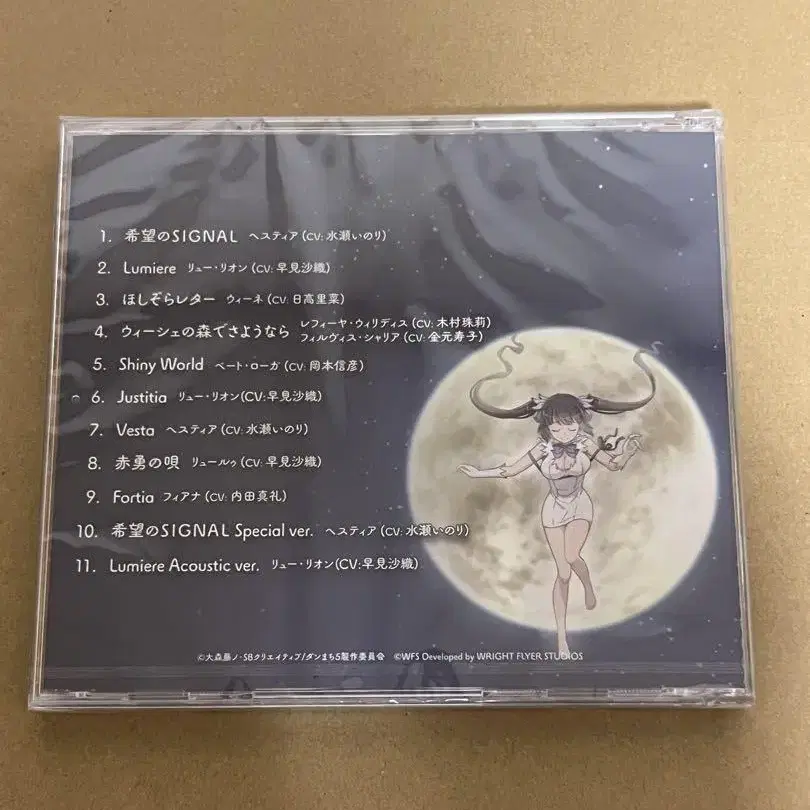 1. 希望のSIGNAL ヘスティア (CV: 水瀬いのり)
2. Lumiere リュー・リオン (CV: 早見沙織)
3. ほしぞらレター ウィーネ (CV: 日高里菜)
4. ウィーシェの森でさようなら レフィーヤ・ウィリディス (CV: 木村珠莉)
フィルヴィス・シャリア (CV: 金元寿子)
5. Shiny World ベート・ローガ (CV: 岡本信彦)
6. Justitia リュー・リオン(CV:早見沙織)
7. Vesta ヘスティア (CV: 水瀬いのり)
8. 赤勇の唄 リュールゥ (CV: 早見沙織)
9. Fortia フィアナ (CV: 内田真礼)
10. 希望のSIGNAL Special ver. ヘスティア (CV: 水瀬いのり)
11. Lumiere Acoustic ver. リュー・リオン(CV:早見沙織)
©大森藤ノ・SBクリエイティブ/ダンまち5製作委員会 ©WFS Developed by WRIGHT FLYER STUDIOS